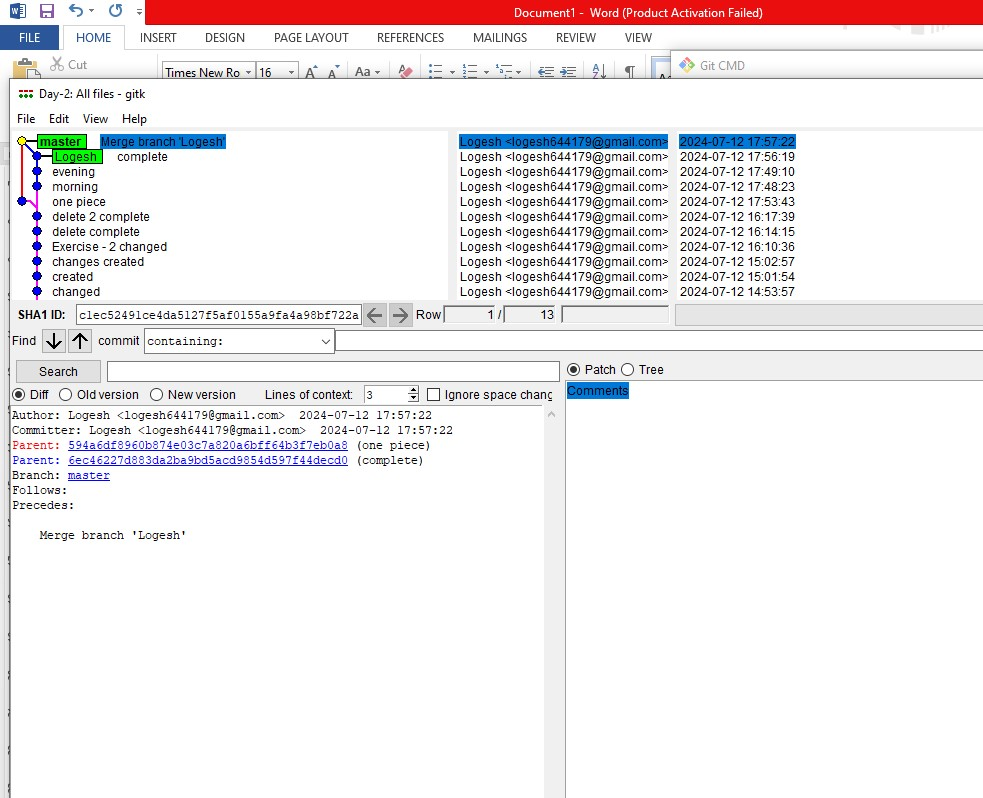 Document1 - Word (Product Activation Failed)
FILE HOME INSERT DESIGN PAGE LAYOUT REFERENCES MAILINGS REVIEW VIEW
Cut
Times New Ro 16 Aa
Git CMD
Day-2: All files - gitk
File Edit View Help
master Merge branch 'Logesh' Logesh <logesh644179@gmail.com> 2024-07-12 17:57:22
Logesh complete Logesh <logesh644179@gmail.com> 2024-07-12 17:56:19
evening Logesh <logesh644179@gmail.com> 2024-07-12 17:49:10
morning Logesh <logesh644179@gmail.com> 2024-07-12 17:48:23
one piece Logesh <logesh644179@gmail.com> 2024-07-12 17:53:43
delete 2 complete Logesh <logesh644179@gmail.com> 2024-07-12 16:17:39
delete complete Logesh <logesh644179@gmail.com> 2024-07-12 16:14:15
Exercise - 2 changed Logesh <logesh644179@gmail.com> 2024-07-12 16:10:36
changes created Logesh <logesh644179@gmail.com> 2024-07-12 15:02:57
created Logesh <logesh644179@gmail.com> 2024-07-12 15:01:54
changed Logesh <logesh644179@gmail.com> 2024-07-12 14:53:57
SHA1 ID: c1ec52491ce4da5127f5af0155a9fa4a98bf722a Row 1 / 13
Find commit containing:
Search
Patch Tree
Diff Old version New version Lines of context: 3 Ignore space chang
Comments
Author: Logesh <logesh644179@gmail.com> 2024-07-12 17:57:22
Committer: Logesh <logesh644179@gmail.com> 2024-07-12 17:57:22
Parent: 594a6df8960b874e03c7a820a6bff64b3f7eb0a8 (one piece)
Parent: 6ec46227d883da2ba9bd5acd9854d597f44decd0 (complete)
Branch: master
Follows:
Precedes:
Merge branch 'Logesh'